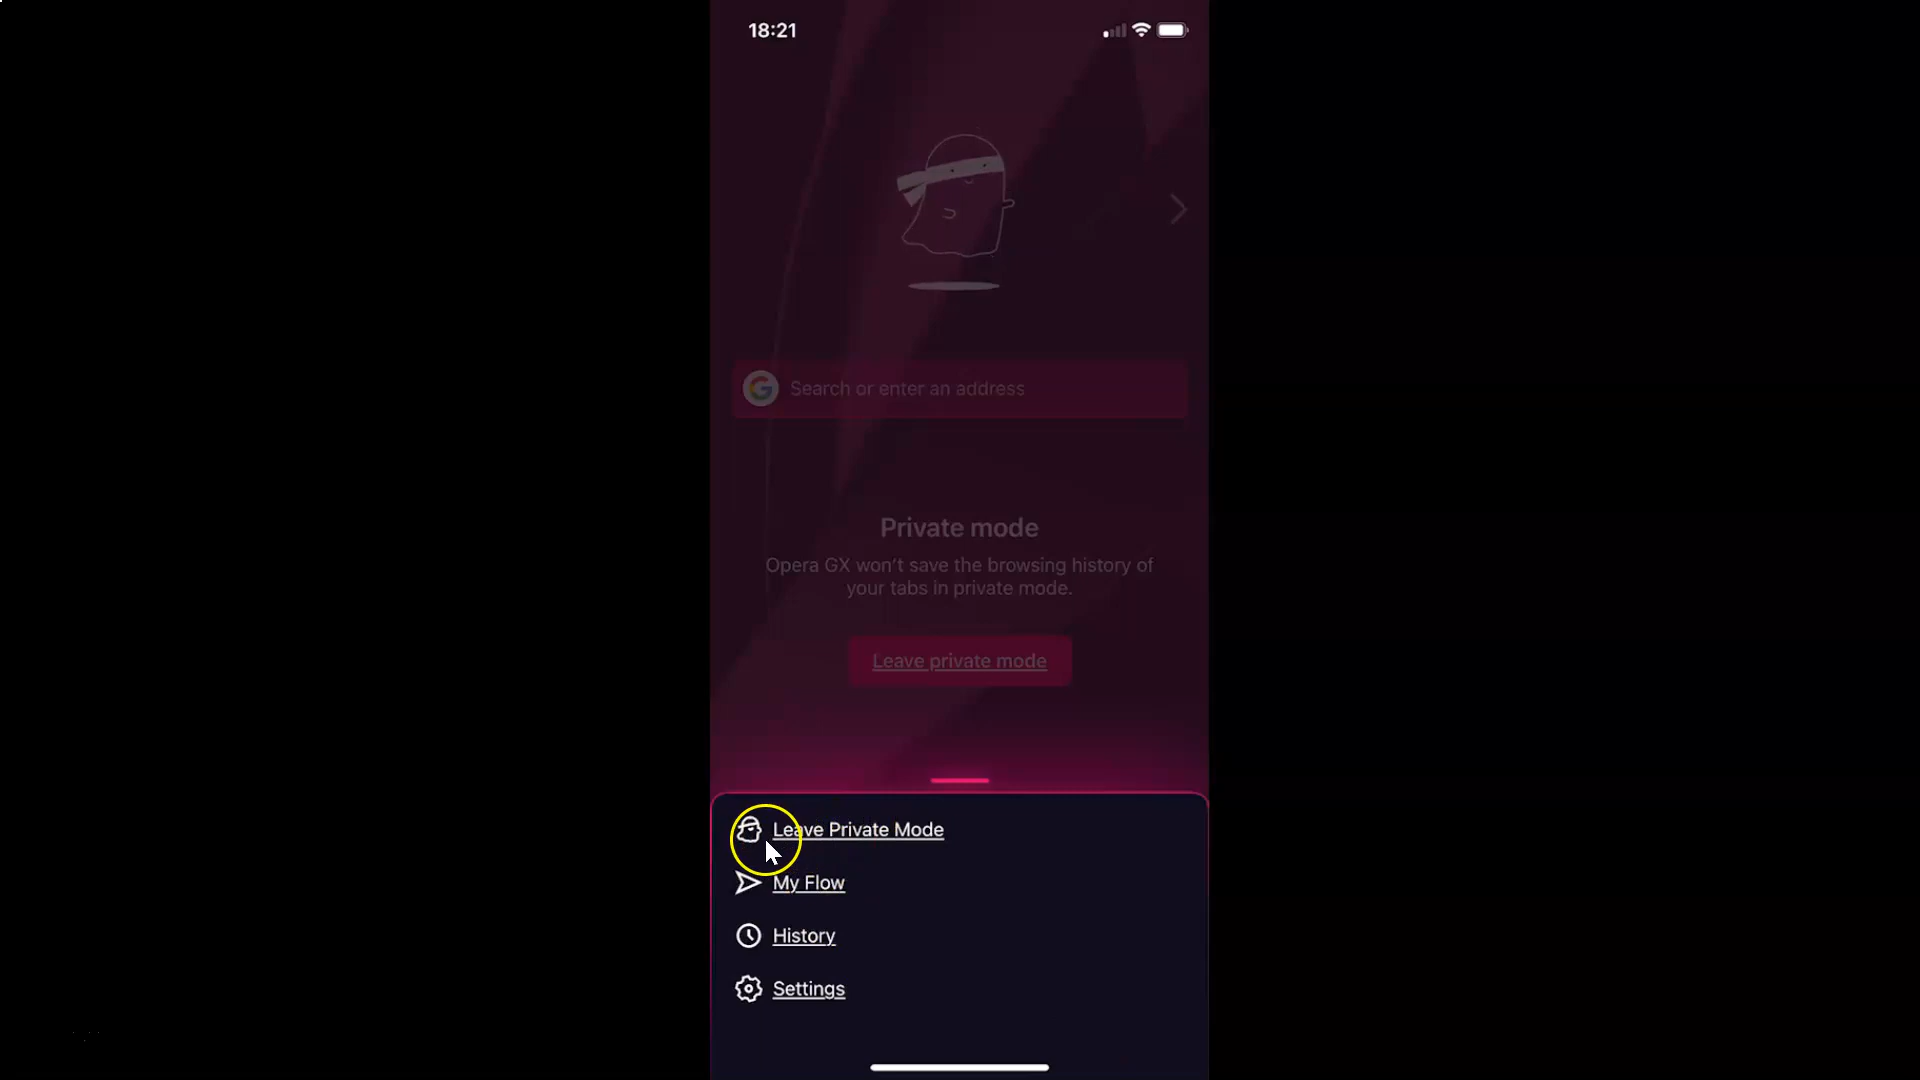 18:21
Search or enter an address
Private mode
Opera GX won't save the browsing history of
your tabs in private mode.
Leave private mode
Leave Private Mode
My Flow
History
Settings